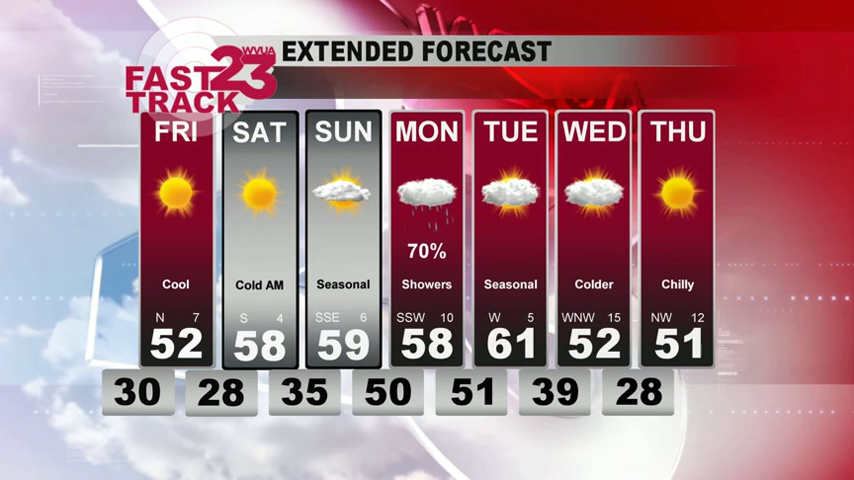 WVUA
23
FAST
TRACK
EXTENDED FORECAST
FRI SAT SUN MON TUE WED THU
70%
Cool Cold AM Seasonal Showers Seasonal Colder Chilly
N 7 S 4 SSE 6 SSW 10 W 5 WNW 15 NW 12
52 58 59 58 61 52 51
30 28 35 50 51 39 28